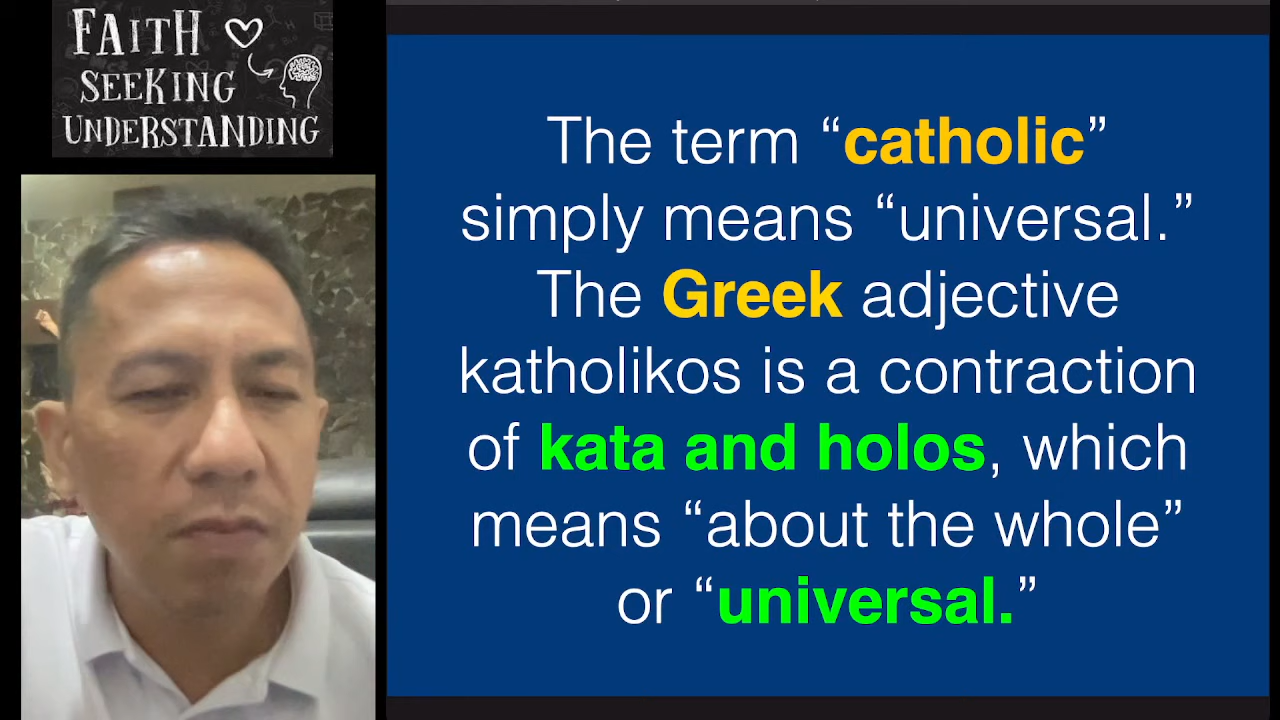 FAITH
SEEKING
UNDERSTANDING
The term “catholic”
simply means “universal.”
The Greek adjective
katholikos is a contraction
of kata and holos, which
means “about the whole”
or “universal.”